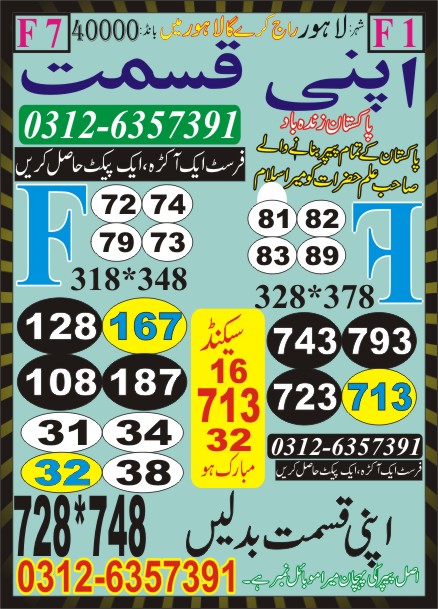 F 7
40000 بانڈ: لاہور راج کرے گا لاہور میں شہر:
F 1
اپنی قسمت
0312-6357391
پاکستان زندہ باد
فرسٹ ایک آکڑہ، ایک پیکٹ حاصل کریں
پاکستان کے تمام پیپر بنانے والے
صاحب علم حضرات کو میرا سلام
F
72 74
79 73
318*348
81 82
83 89
F
328*378
128 167
108 187
31 34
32 38
سیکنڈ
16
713
32
مبارک ہو
743 793
723 713
0312-6357391
فرسٹ ایک آکڑہ، ایک پیکٹ حاصل کریں
728*748
اپنی قسمت بدلیں
0312-6357391
اصل پیپر کی پہچان میرا موبائل نمبر ہے۔